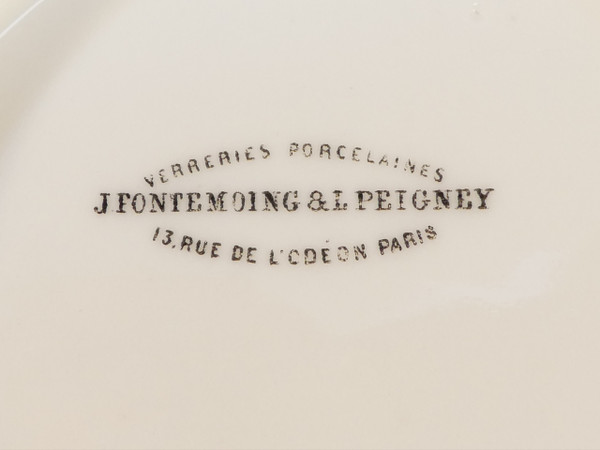 VERRERIES PORCELAINES
J.FONTEMOING & L PEIGNEY
13, RUE DE L'ODÉON PARIS